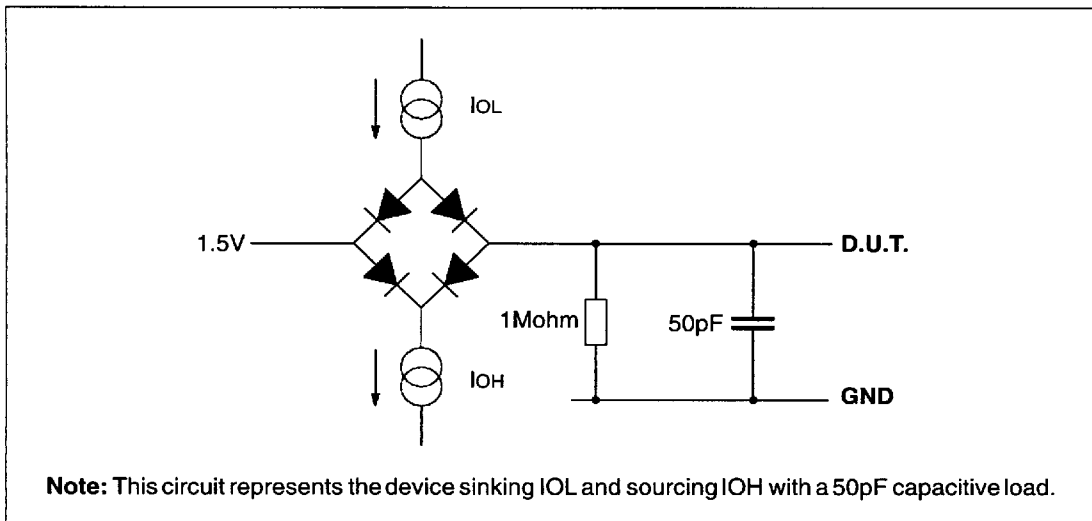 IOL
1.5V
D.U.T.
1Mohm
50pF
IOH
GND
Note: This circuit represents the device sinking IOL and sourcing IOH with a 50pF capacitive load.